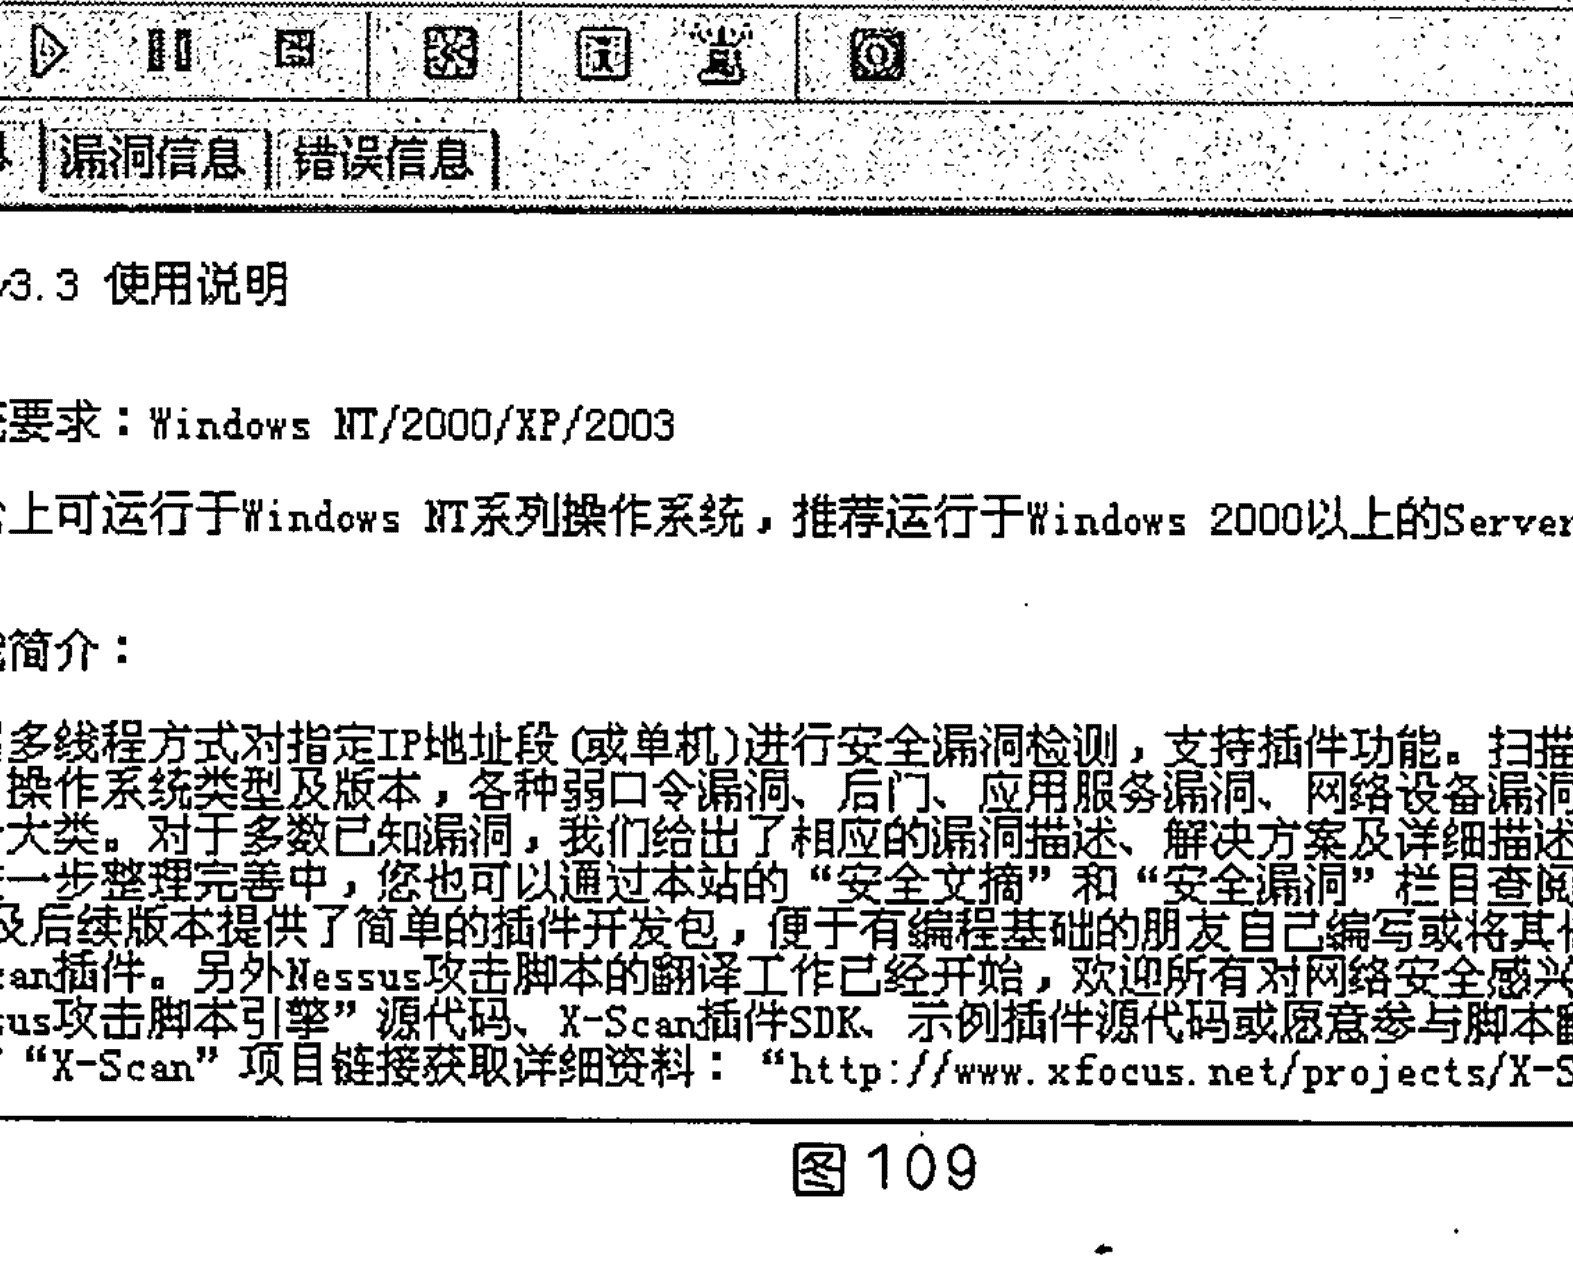 漏洞信息 错误信息
v3.3 使用说明
要求：Windows NT/2000/XP/2003
上可运行于Windows NT系列操作系统，推荐运行于Windows 2000以上的Server
简介：
多线程方式对指定IP地址段(或单机)进行安全漏洞检测，支持插件功能。扫描
操作系统类型及版本，各种弱口令漏洞、后门、应用服务漏洞、网络设备漏洞
大类。对于多数已知漏洞，我们给出了相应的漏洞描述、解决方案及详细描述
一步整理完善中，您也可以通过本站的“安全文摘”和“安全漏洞”栏目查阅
及后续版本提供了简单的插件开发包，便于有编程基础的朋友自己编写或将其
can插件。另外Nessus攻击脚本的翻译工作已经开始，欢迎所有对网络安全感兴
sus攻击脚本引擎”源代码、X-Scan插件SDK、示例插件源代码或愿意参与脚本翻
“X-Scan”项目链接获取详细资料：“http://www.xfocus.net/projects/X-S
图109